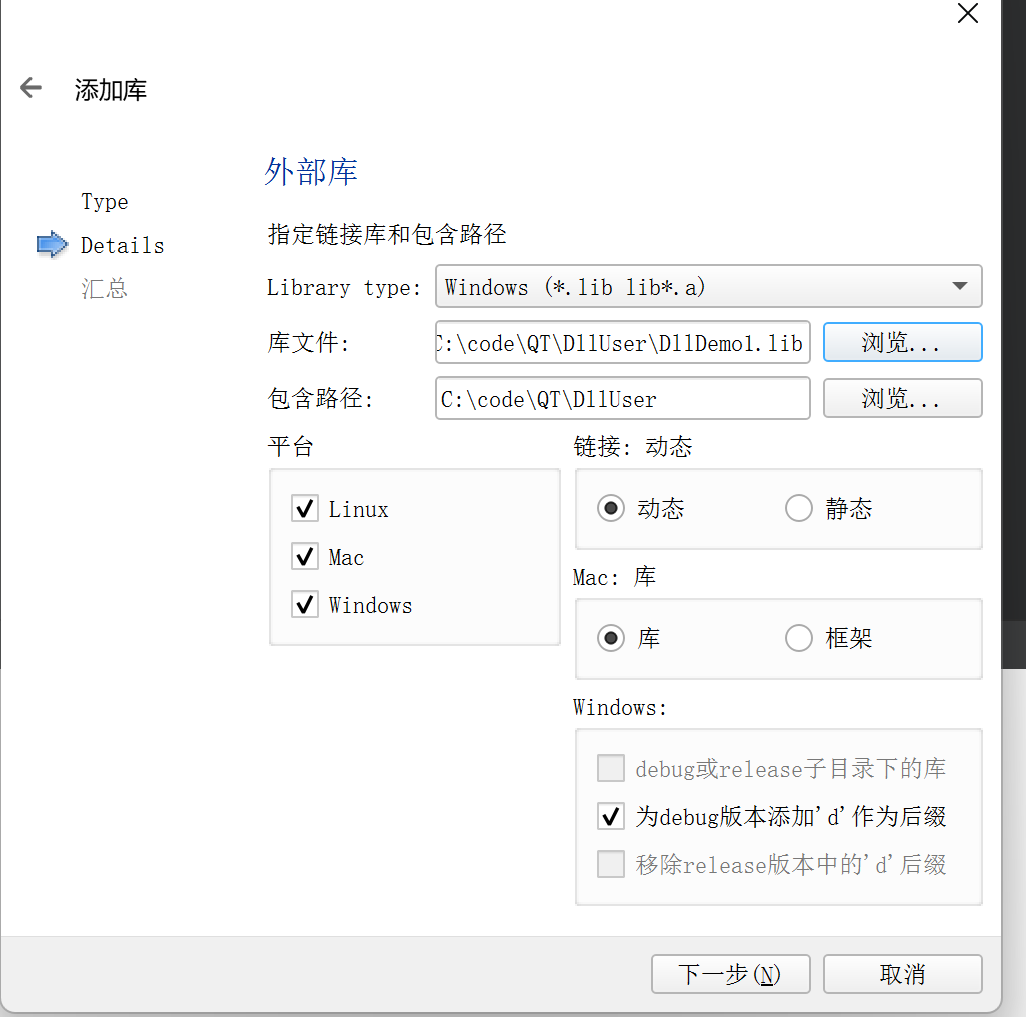 添加库
Type
Details
汇总
外部库
指定链接库和包含路径
Library type: Windows (*.lib lib*.a)
库文件: C:\code\QT\DllUser\DllDemo1.lib 浏览...
包含路径: C:\code\QT\DllUser 浏览...
平台
Linux
Mac
Windows
链接: 动态
动态 静态
Mac: 库
库 框架
Windows:
debug或release子目录下的库
为debug版本添加'd'作为后缀
移除release版本中的'd'后缀
下一步(N) 取消